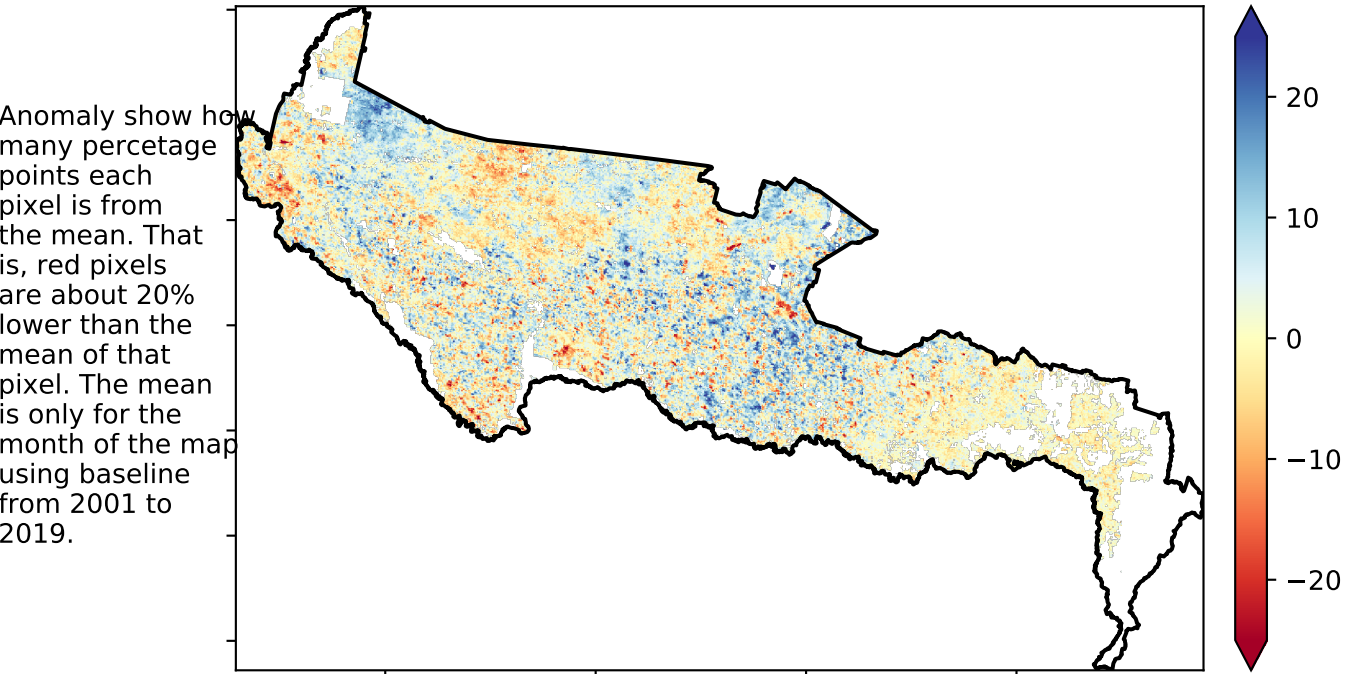 Anomaly show how
many percetage
points each
pixel is from
the mean. That
is, red pixels
are about 20%
lower than the
mean of that
pixel. The mean
is only for the
month of the map
using baseline
from 2001 to
2019.
20
10
0
−10
−20